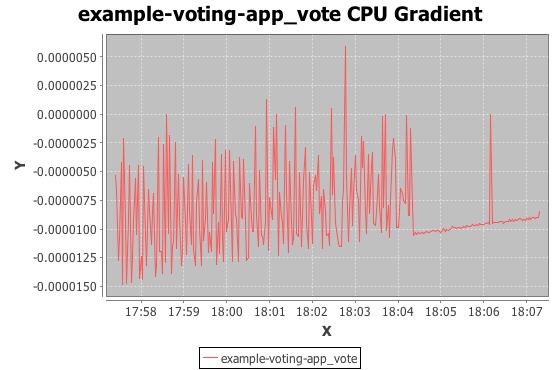 example-voting-app_vote CPU Gradient
0.0000050
0.0000025
0.0000000
-0.0000025
-0.0000050
-0.0000075
-0.0000100
-0.0000125
-0.0000150
Y
17:58 17:59 18:00 18:01 18:02 18:03 18:04 18:05 18:06 18:07
X
example-voting-app_vote